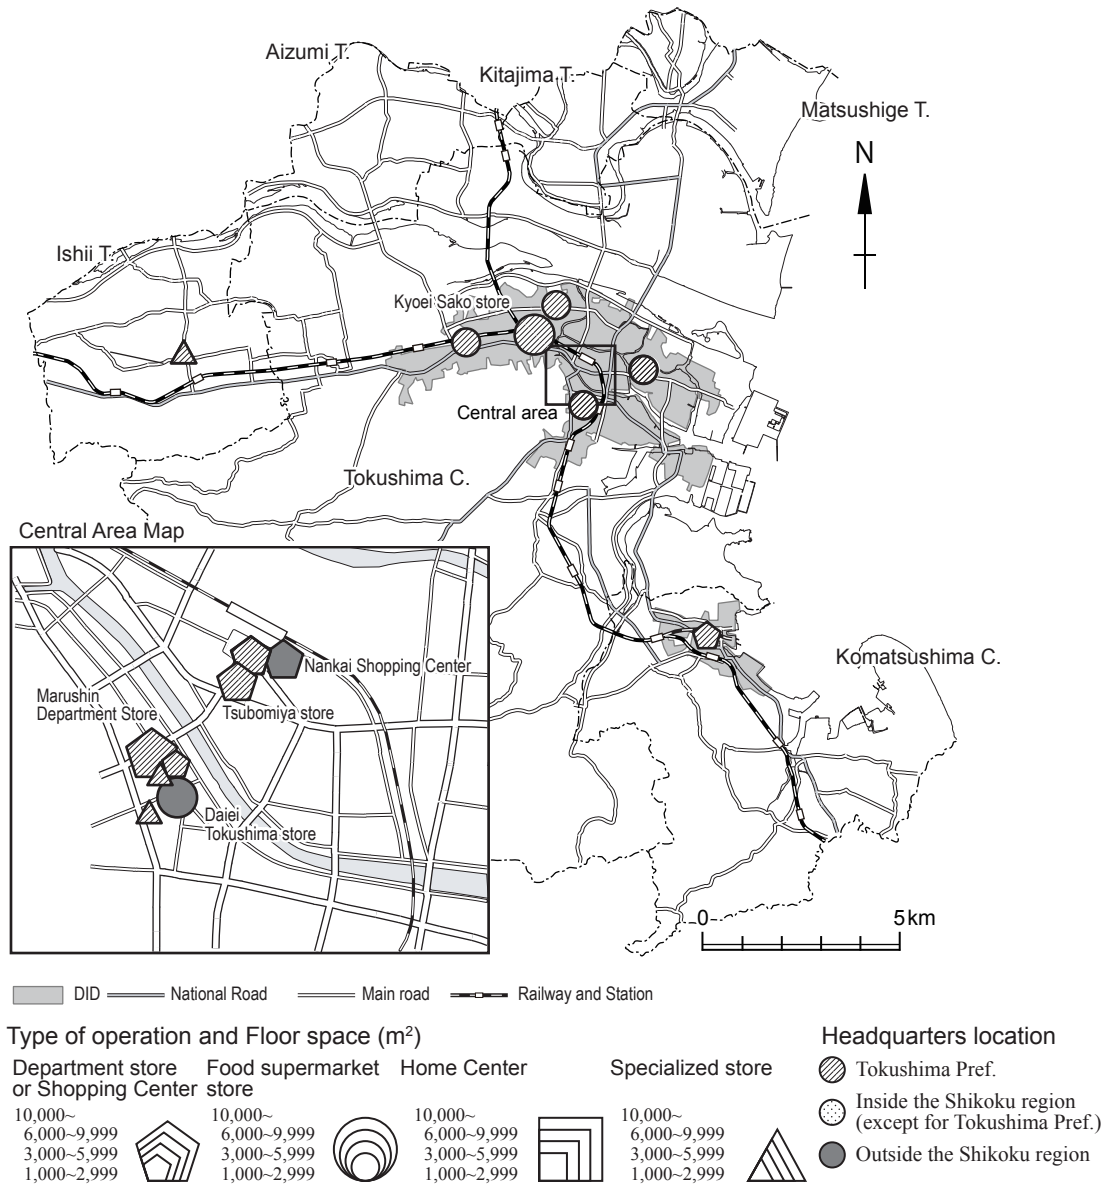 Aizumi T.
Kitajima T.
Matsushige T.
N
Ishii T.
Kyoei Sako store
Central area
Tokushima C.
Central Area Map
Nankai Shopping Center
Marushin
Department Store
Tsubomiya store
Daiei
Tokushima store
Komatsushima C.
0
5km
DID
National Road
Main road
Railway and Station
Type of operation and Floor space (m²)
Department store
or Shopping Center
10,000~
6,000~9,999
3,000~5,999
1,000~2,999
Food supermarket
store
10,000~
6,000~9,999
3,000~5,999
1,000~2,999
Home Center
10,000~
6,000~9,999
3,000~5,999
1,000~2,999
Specialized store
10,000~
6,000~9,999
3,000~5,999
1,000~2,999
Headquarters location
Tokushima Pref.
Inside the Shikoku region
(except for Tokushima Pref.)
Outside the Shikoku region